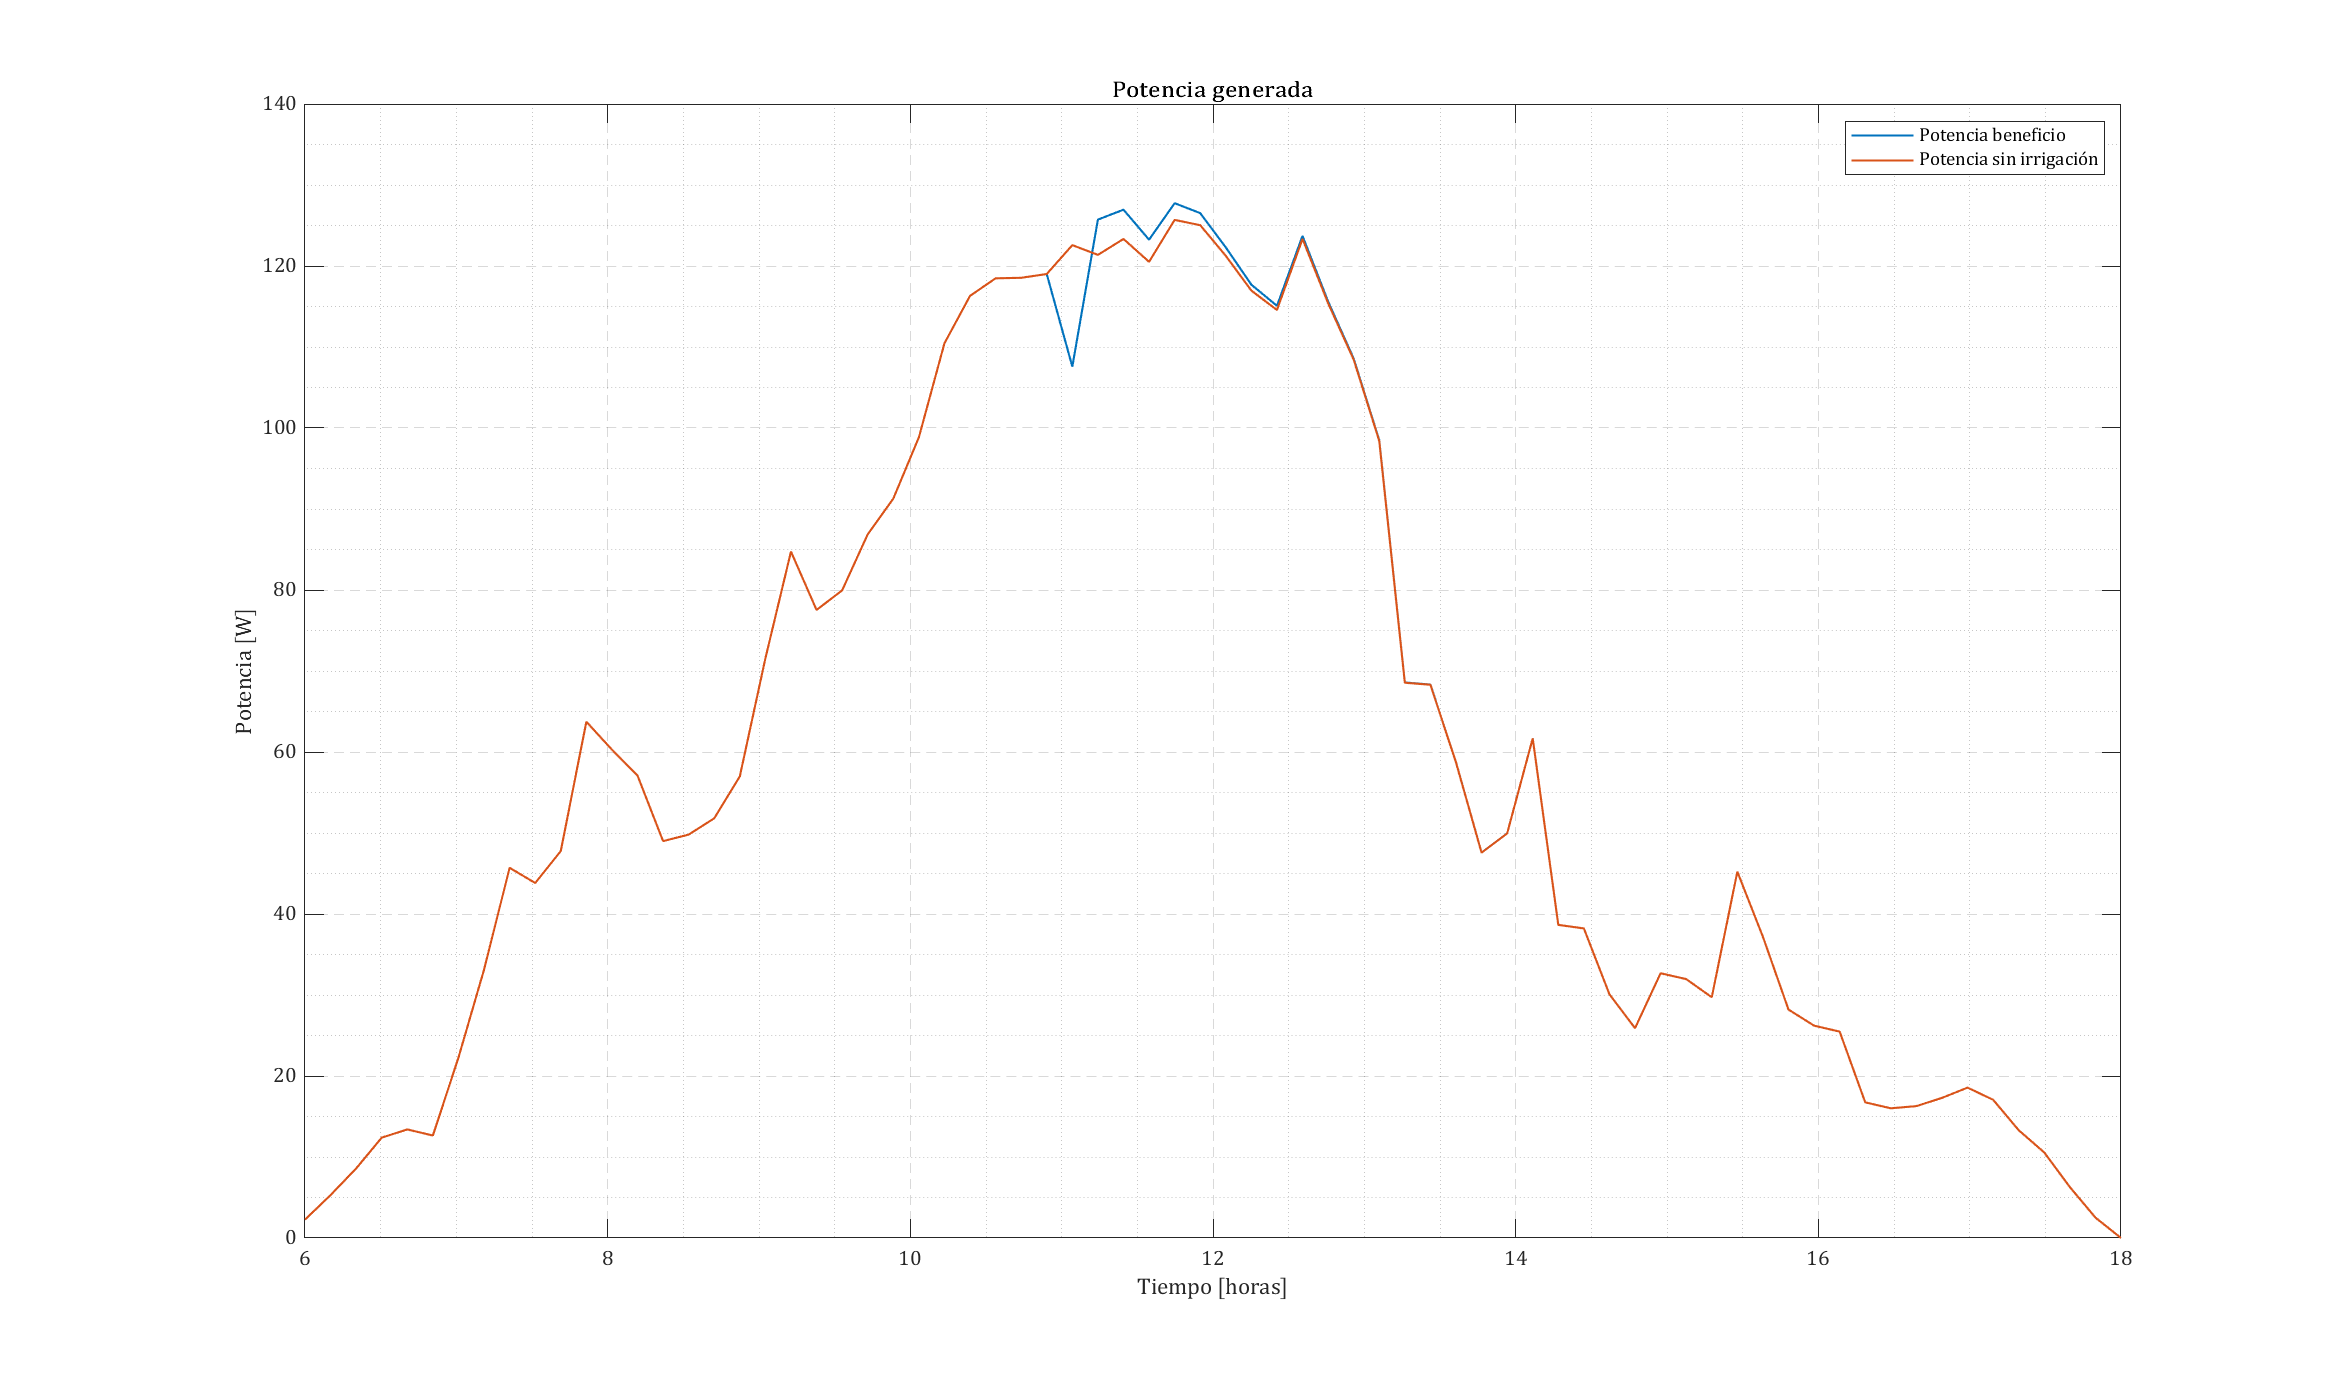 Potencia generada
140
120
100
80
60
40
20
0
Potencia [W]
Potencia beneficio
Potencia sin irrigación
6 8 10 12 14 16 18
Tiempo [horas]